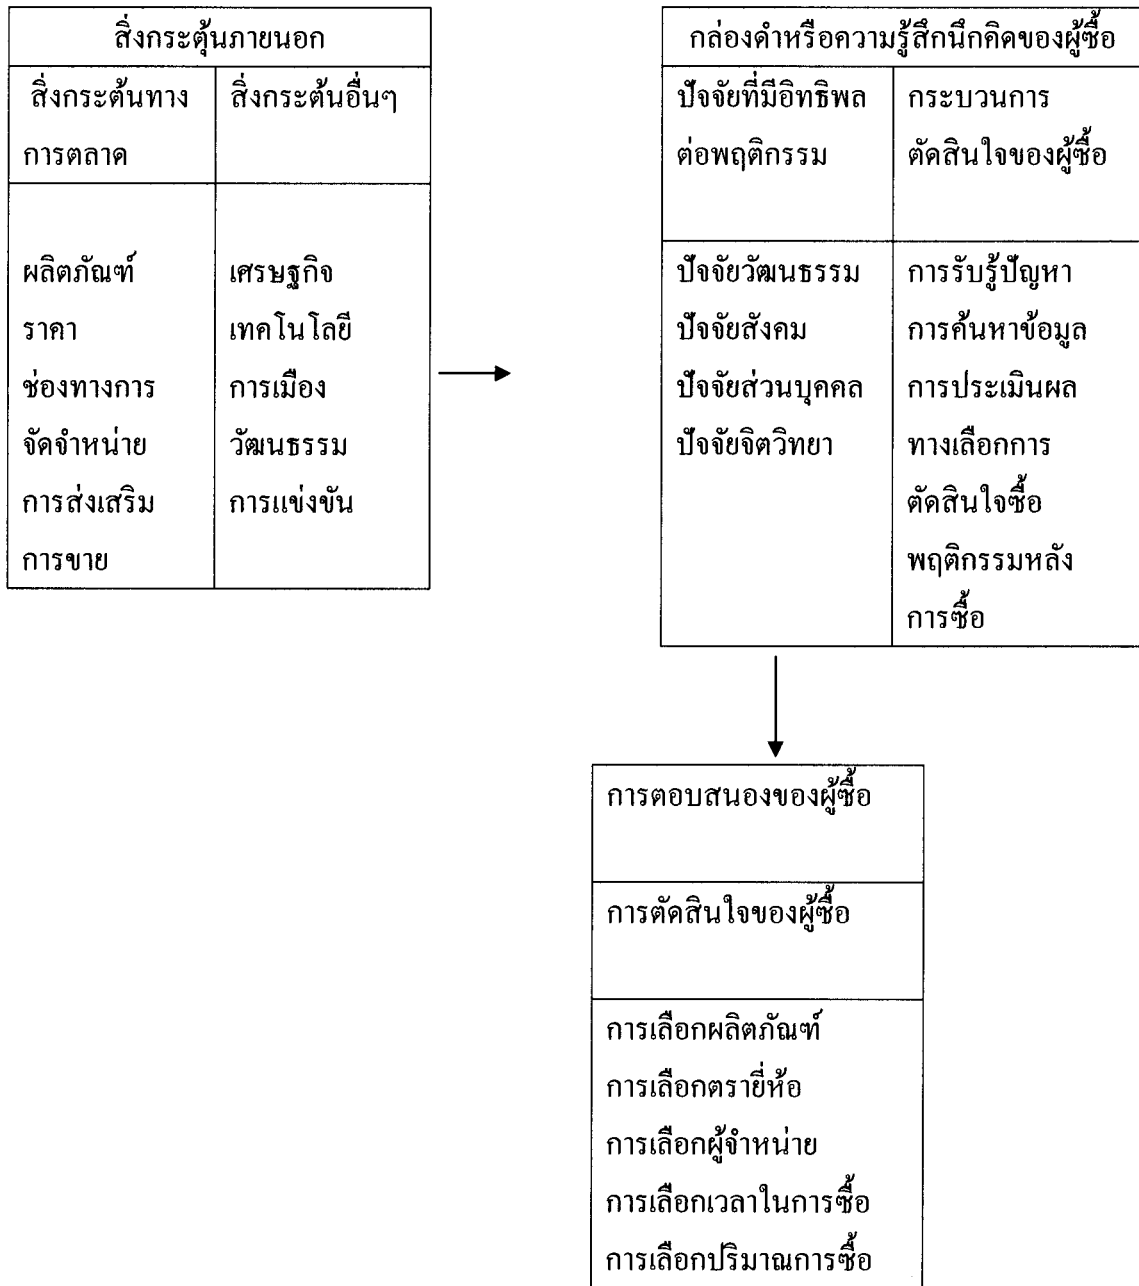 สิ่งกระตุ้นภายนอก
สิ่งกระต้นทาง
การตลาด
สิ่งกระต้นอื่นๆ
ผลิตภัณฑ์
ราคา
ช่องทางการ
จัดจำหน่าย
การส่งเสริม
การขาย
เศรษฐกิจ
เทคโนโลยี
การเมือง
วัฒนธรรม
การแข่งขัน
กล่องดำหรือความรู้สึกนึกคิดของผู้ซื้อ
ปัจจัยที่มีอิทธิพล
ต่อพฤติกรรม
กระบวนการ
ตัดสินใจของผู้ซื้อ
ปัจจัยวัฒนธรรม
ปัจจัยสังคม
ปัจจัยส่วนบุคคล
ปัจจัยจิตวิทยา
การรับรู้ปัญหา
การค้นหาข้อมูล
การประเมินผล
ทางเลือกการ
ตัดสินใจซื้อ
พฤติกรรมหลัง
การซื้อ
การตอบสนองของผู้ซื้อ
การตัดสินใจของผู้ซื้อ
การเลือกผลิตภัณฑ์
การเลือกตรายี่ห้อ
การเลือกผู้จำหน่าย
การเลือกเวลาในการซื้อ
การเลือกปริมาณการซื้อ